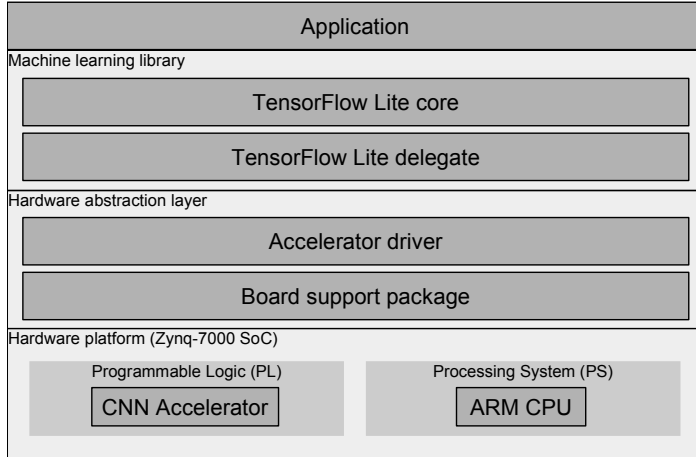 Application
Machine learning library
TensorFlow Lite core
TensorFlow Lite delegate
Hardware abstraction layer
Accelerator driver
Board support package
Hardware platform (Zynq-7000 SoC)
Programmable Logic (PL)
CNN Accelerator
Processing System (PS)
ARM CPU